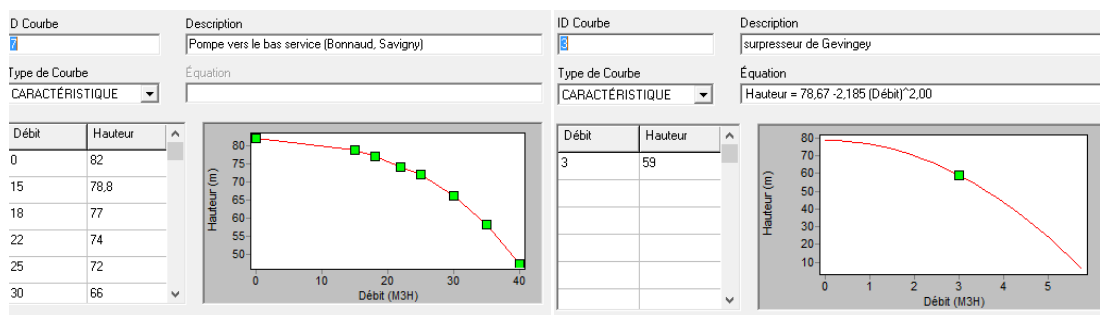 ID Courbe
Description
7
Pompe vers le bas service (Bonnaud, Savigny)
Type de Courbe
Équation
CARACTÉRISTIQUE
Débit Hauteur
0 82
15 78,8
18 77
22 74
25 72
30 66
Hauteur (m)
80
75
70
65
60
55
50
0 10 20 30 40
Débit (M3H)
ID Courbe
Description
3
surpresseur de Gevingey
Type de Courbe
Équation
CARACTÉRISTIQUE
Hauteur = 78,67 -2,185 (Débit)^2,00
Débit Hauteur
3 59
Hauteur (m)
80
70
60
50
40
30
20
10
0 1 2 3 4 5
Débit (M3H)